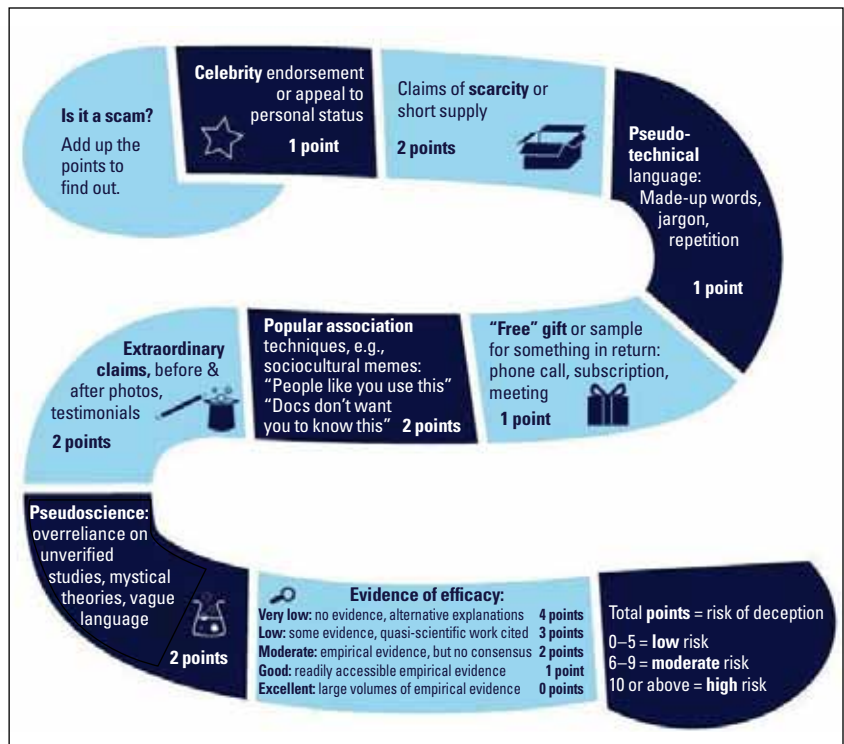 Is it a scam?
Add up the
points to
find out.
Celebrity endorsement
or appeal to
personal status
1 point
Claims of scarcity or
short supply
2 points
Pseudo-
technical
language:
Made-up words,
jargon,
repetition
1 point
"Free" gift or sample
for something in return:
phone call, subscription,
meeting
1 point
Popular association
techniques, e.g.,
sociocultural memes:
"People like you use this"
"Docs don't want
you to know this" 2 points
Extraordinary
claims, before &
after photos,
testimonials
2 points
Pseudoscience:
overreliance on
unverified
studies, mystical
theories, vague
language
2 points
Evidence of efficacy:
Very low: no evidence, alternative explanations 4 points
Low: some evidence, quasi-scientific work cited 3 points
Moderate: empirical evidence, but no consensus 2 points
Good: readily accessible empirical evidence 1 point
Excellent: large volumes of empirical evidence 0 points
Total points = risk of deception
0–5 = low risk
6–9 = moderate risk
10 or above = high risk